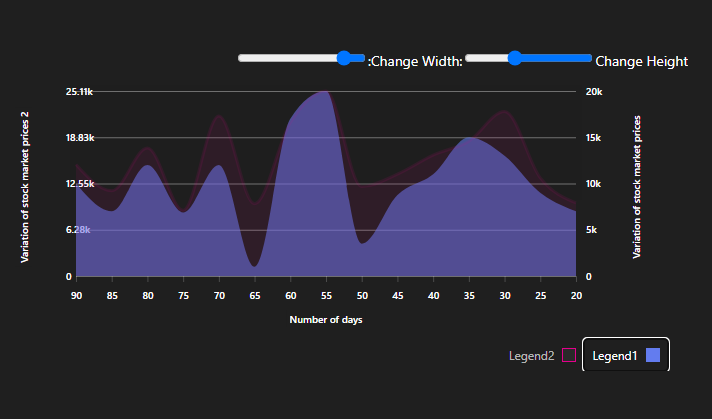 :Change Width: Change Height
25.11k 20k
18.83k 15k
12.55k 10k
6.28k 5k
0 0
Variation of stock market prices 2
Variation of stock market prices
90 85 80 75 70 65 60 55 50 45 40 35 30 25 20
Number of days
Legend2 Legend1